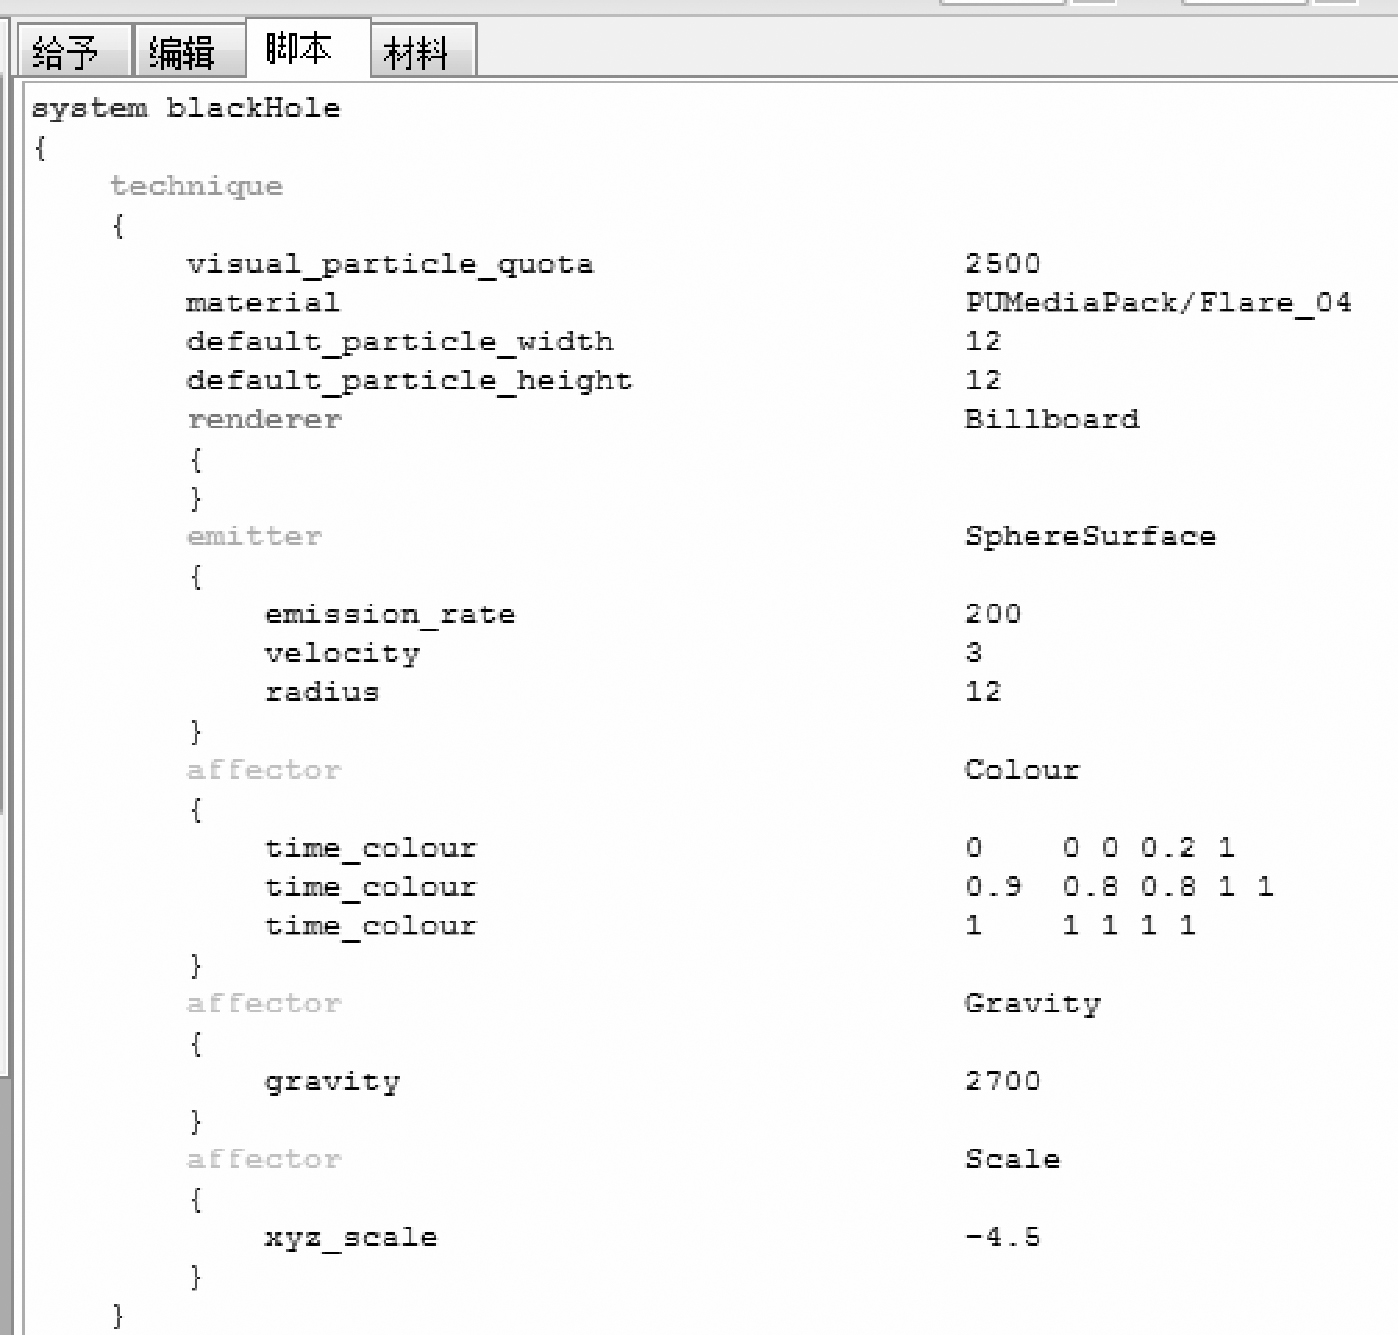 给予 编辑 脚本 材料
system blackHole
{
technique
{
visual_particle_quota 2500
material PUMediaPack/Flare_04
default_particle_width 12
default_particle_height 12
renderer Billboard
{
}
emitter SphereSurface
{
emission_rate 200
velocity 3
radius 12
}
affector Colour
{
time_colour 0 0 0 0.2 1
time_colour 0.9 0.8 0.8 1 1
time_colour 1 1 1 1 1
}
affector Gravity
{
gravity 2700
}
affector Scale
{
xyz_scale -4.5
}
}